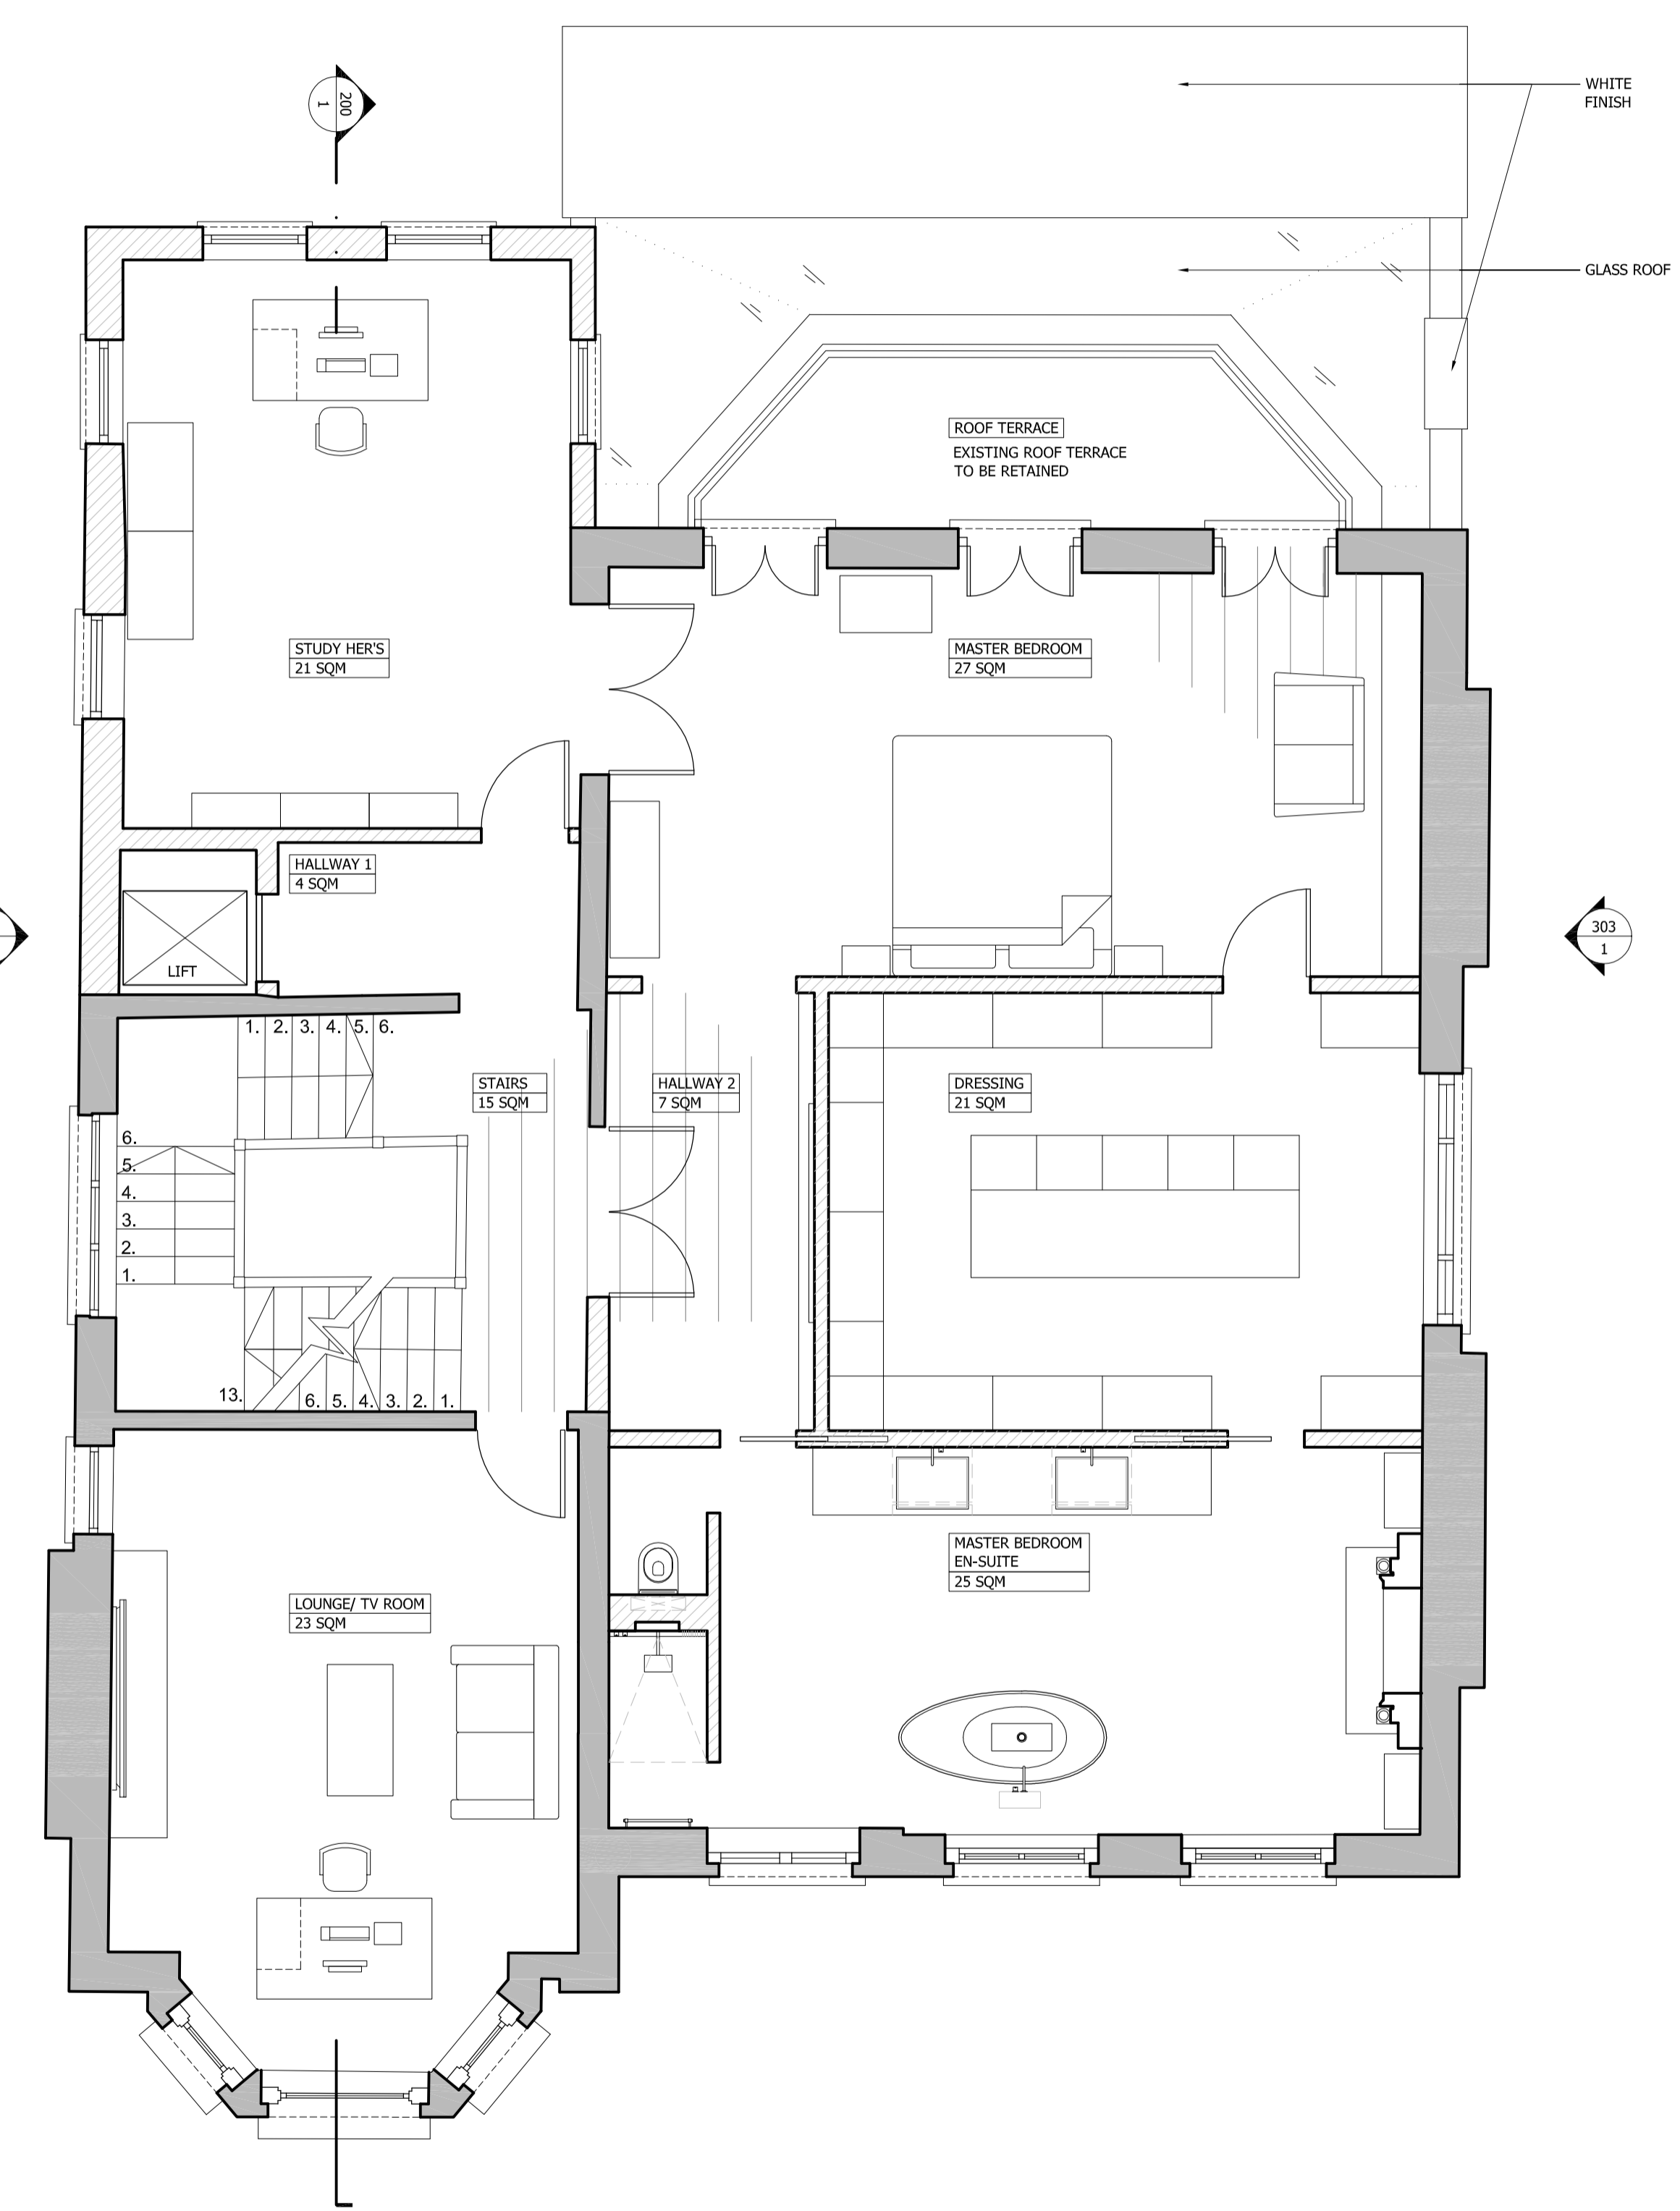 WHITE
FINISH
200
1
GLASS ROOF
ROOF TERRACE
EXISTING ROOF TERRACE
TO BE RETAINED
STUDY HER'S
21 SQM
MASTER BEDROOM
27 SQM
HALLWAY 1
4 SQM
LIFT
303
1
1. 2. 3. 4. 5. 6.
STAIRS
15 SQM
HALLWAY 2
7 SQM
DRESSING
21 SQM
6.
5.
4.
3.
2.
1.
13. 6. 5. 4. 3. 2. 1.
MASTER BEDROOM
EN-SUITE
25 SQM
LOUNGE/ TV ROOM
23 SQM